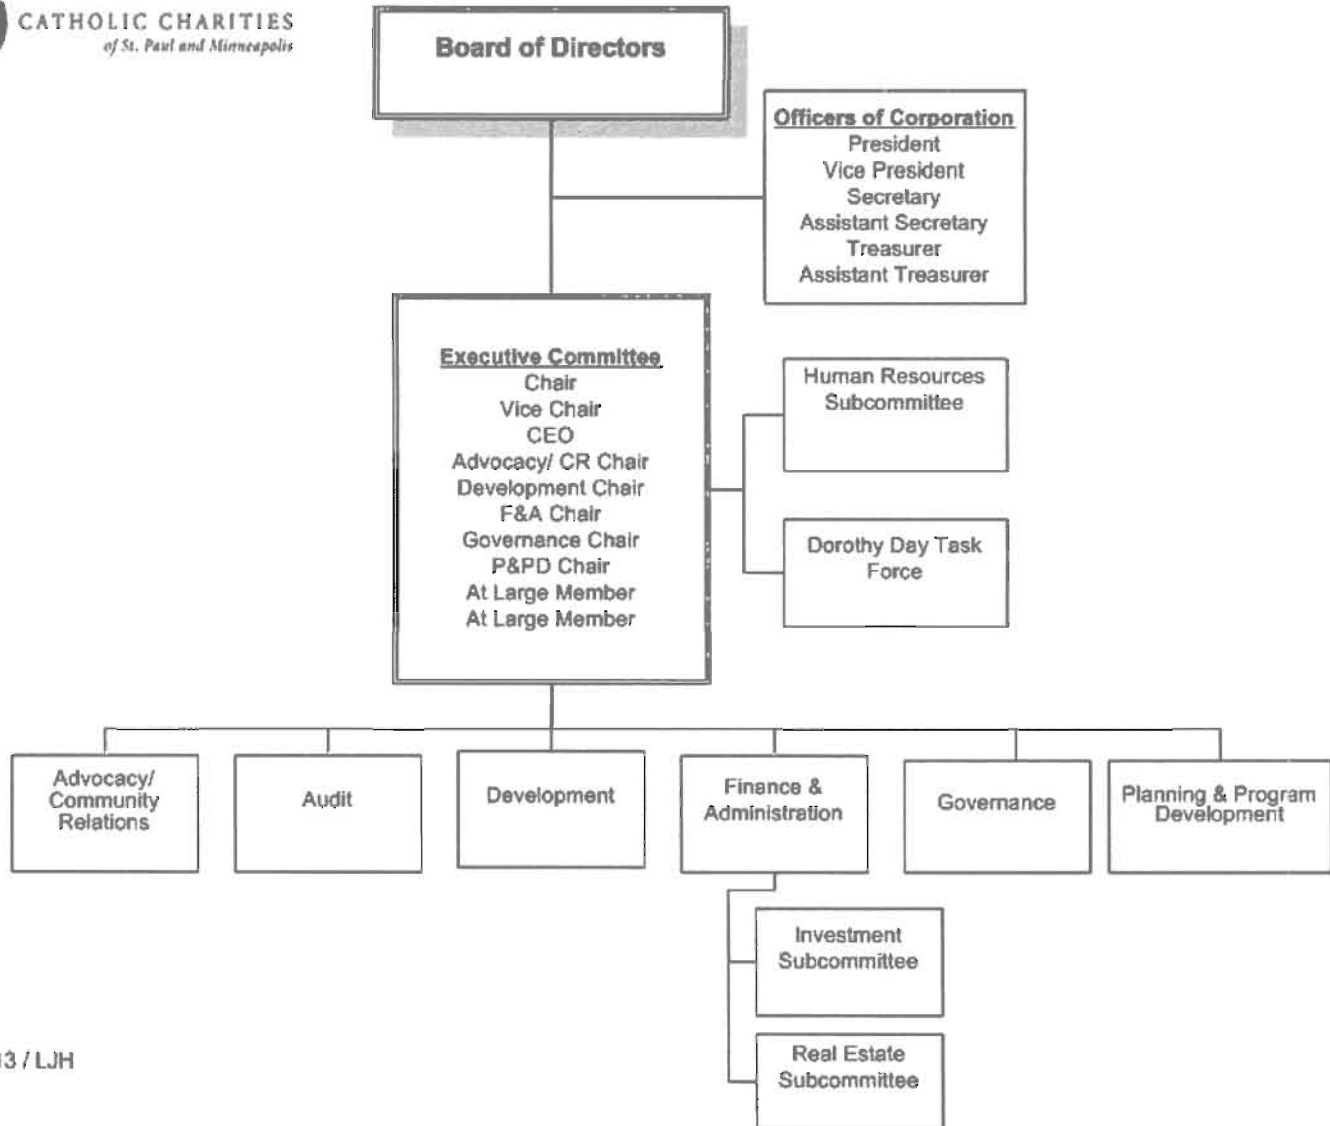 CATHOLIC CHARITIES
of St. Paul and Minneapolis
Board of Directors
Officers of Corporation
President
Vice President
Secretary
Assistant Secretary
Treasurer
Assistant Treasurer
Executive Committee
Chair
Vice Chair
CEO
Advocacy/ CR Chair
Development Chair
F&A Chair
Governance Chair
P&PD Chair
At Large Member
At Large Member
Human Resources
Subcommittee
Dorothy Day Task
Force
Advocacy/
Community
Relations
Audit
Development
Finance &
Administration
Governance
Planning & Program
Development
Investment
Subcommittee
Real Estate
Subcommittee
13 / LJH